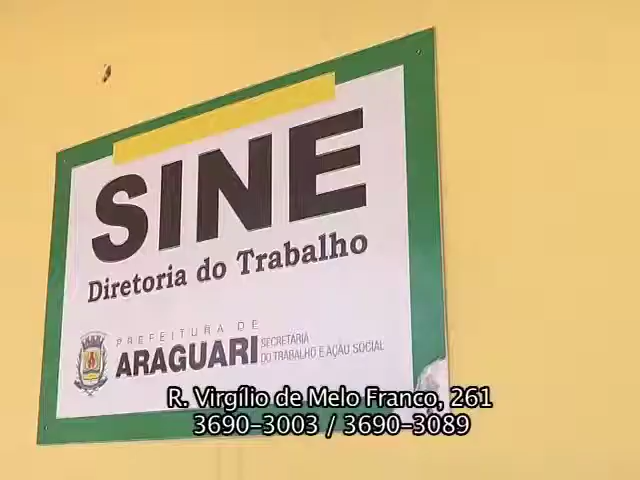 SINE
Diretoria do Trabalho
PREFEITURA DE
ARAGUARI
SECRETARIA
DO TRABALHO E AÇÃO SOCIAL
R. Virgílio de Melo Franco, 261
3690-3003 / 3690-3089